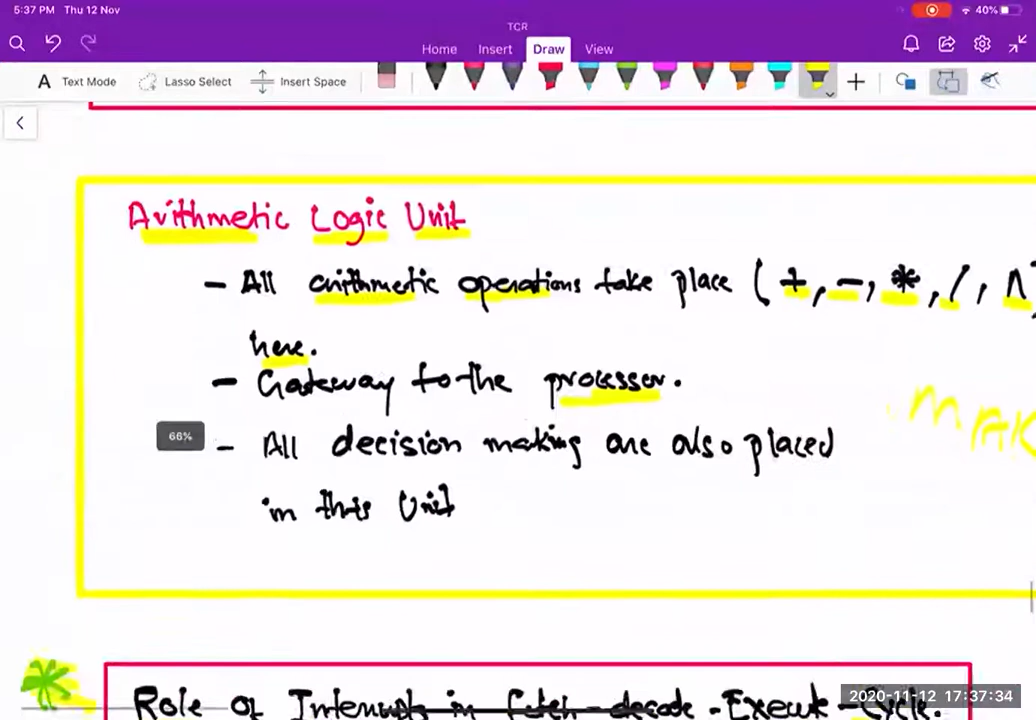 5:37 PM Thu 12 Nov
40%
TCR
Home Insert Draw View
A Text Mode Lasso Select Insert Space
Arithmetic Logic Unit
- All arithmetic operations take place (+, -, *, /, ^)
here.
- Gateway to the processor.
66%
- All decision making are also placed
in this Unit
MAR
Role of Interrupts in fetch-decode-Execute-Cycle.
2020-11-12 17:37:34